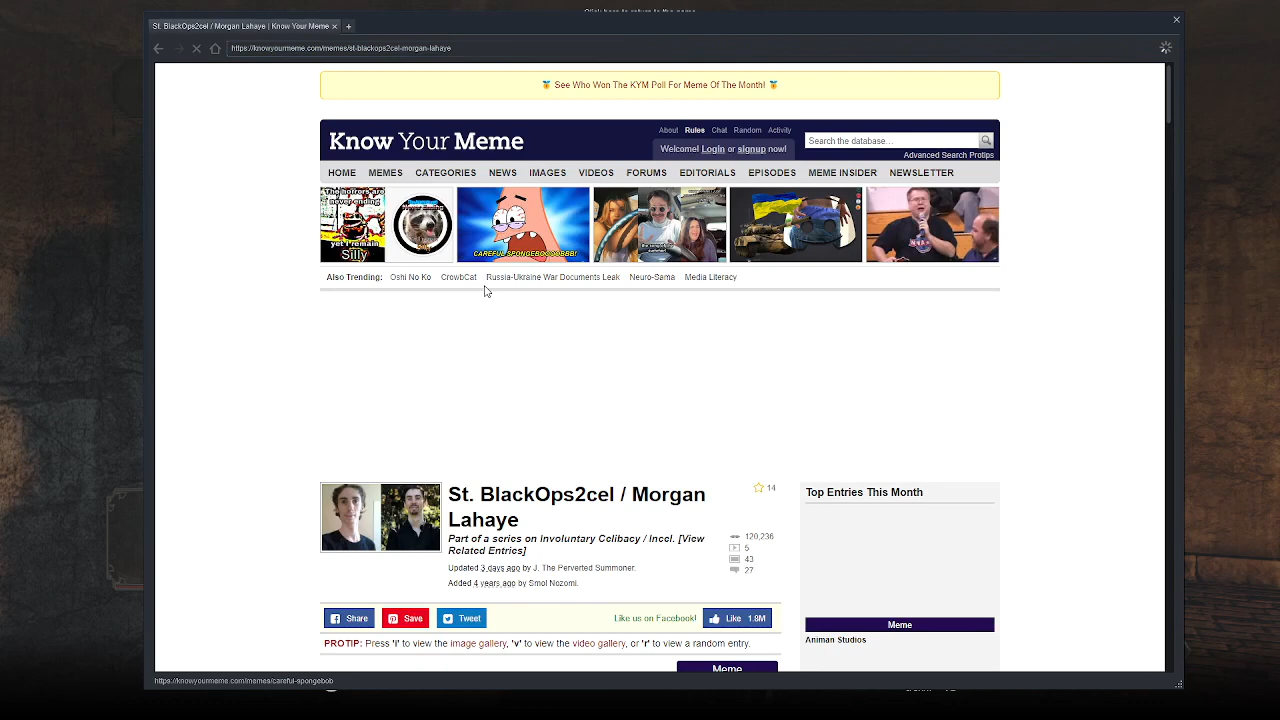 Click here to return to the game
St. BlackOps2cel / Morgan Lahaye | Know Your Meme
https://knowyourmeme.com/memes/st-blackops2cel-morgan-lahaye
See Who Won The KYM Poll For Meme Of The Month!
Know Your Meme
About Rules Chat Random Activity
Search the database...
Welcome! Login or signup now!
Advanced Search Protips
HOME MEMES CATEGORIES NEWS IMAGES VIDEOS FORUMS EDITORIALS EPISODES MEME INSIDER NEWSLETTER
The horrors are
never ending
yet i remain
Silly
CAREFUL SPONGEBOOOBBB!
Also Trending: Oshi No Ko CrowbCat Russia-Ukraine War Documents Leak Neuro-Sama Media Literacy
St. BlackOps2cel / Morgan
Lahaye
14
Part of a series on Involuntary Celibacy / Incel. [View
Related Entries]
Updated 3 days ago by J. The Perverted Summoner.
Added 4 years ago by Smol Nozomi.
120,236
5
43
27
Top Entries This Month
Share Save Tweet Like us on Facebook! Like 1.8M
Meme
PROTIP: Press 'i' to view the image gallery, 'v' to view the video gallery, or 'r' to view a random entry.
Animan Studios
Meme
https://knowyourmeme.com/memes/careful-spongebob